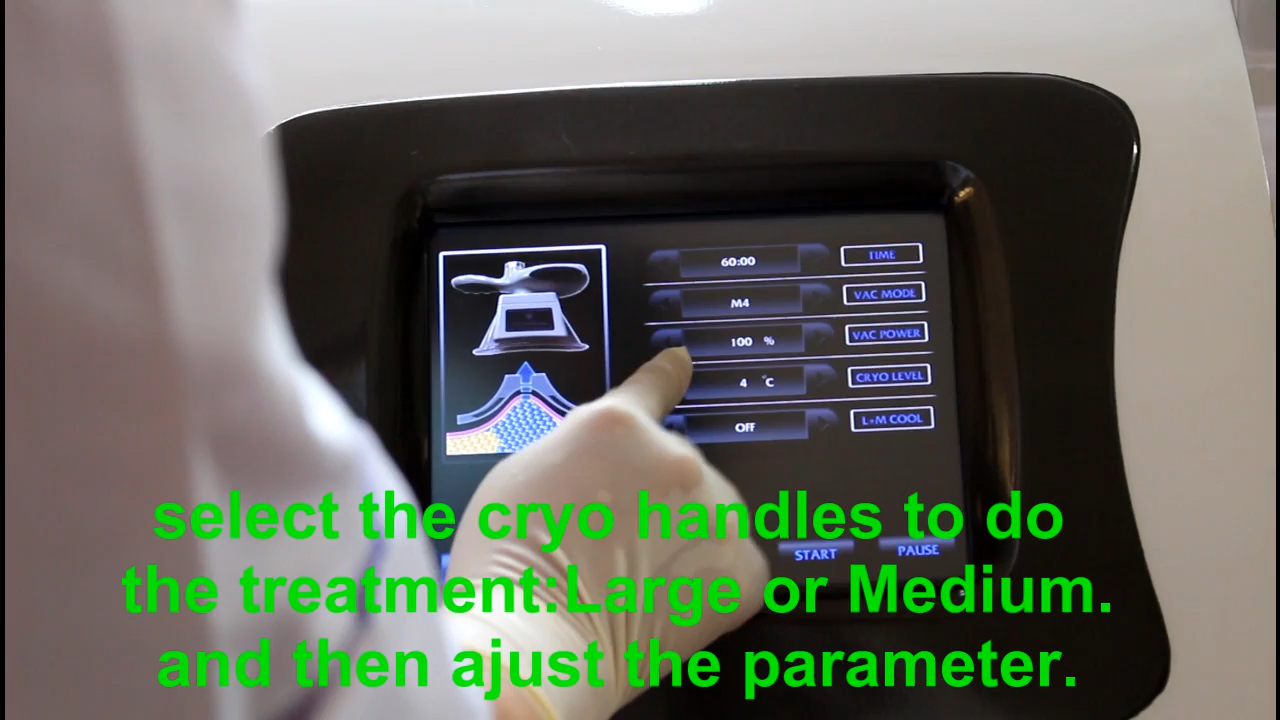 60:00 TIME
M4 VAC MODE
100 % VAC POWER
4 °C CRYO LEVEL
OFF L+M COOL
START PAUSE
select the cryo handles to do
the treatment:Large or Medium.
and then ajust the parameter.